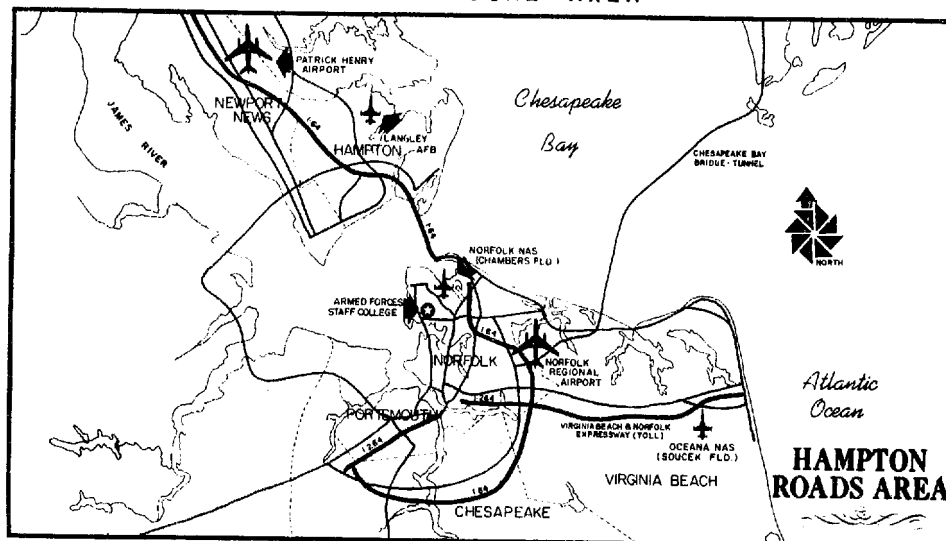 PATRICK HENRY
AIRPORT
NEWPORT
NEWS
JAMES
RIVER
I 64
LANGLEY
AFB
HAMPTON
Chesapeake
Bay
CHESAPEAKE BAY
BRIDGE - TUNNEL
NORTH
I 64
NORFOLK NAS
(CHAMBERS FLD.)
ARMED FORCES
STAFF COLLEGE
I 64
NORFOLK
NORFOLK
REGIONAL
AIRPORT
PORTSMOUTH
I 264
I 264
VIRGINIA BEACH & NORFOLK
EXPRESSWAY (TOLL)
OCEANA NAS
(SOUCEK FLD.)
Atlantic
Ocean
I 64
CHESAPEAKE
VIRGINIA BEACH
HAMPTON
ROADS AREA